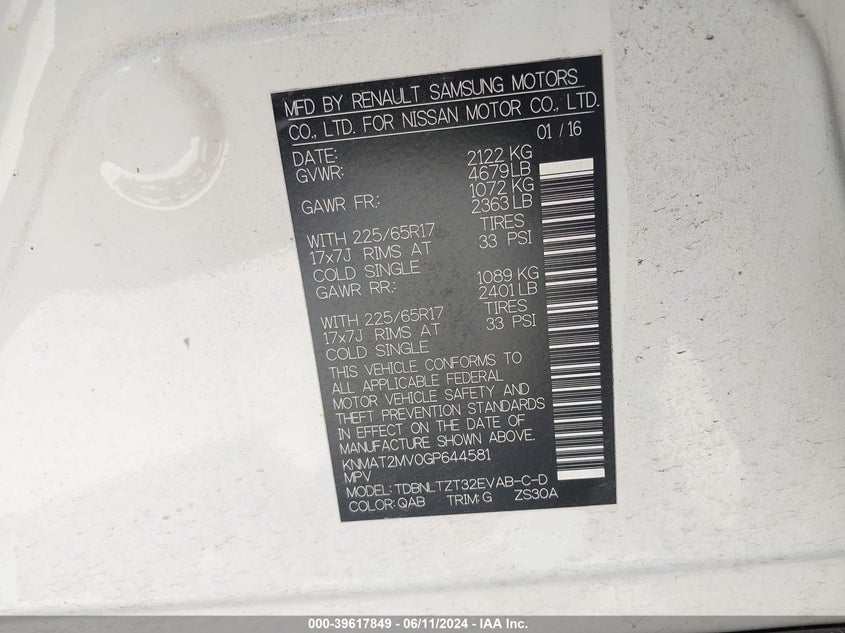 MFD BY RENAULT SAMSUNG MOTORS
CO., LTD. FOR NISSAN MOTOR CO., LTD.
DATE: 01 / 16
GVWR: 2122 KG
4679 LB
GAWR FR: 1072 KG
2363 LB
WITH 225/65R17 TIRES
17x7J RIMS AT 33 PSI
COLD SINGLE
GAWR RR: 1089 KG
2401 LB
WITH 225/65R17 TIRES
17x7J RIMS AT 33 PSI
COLD SINGLE
THIS VEHICLE CONFORMS TO
ALL APPLICABLE FEDERAL
MOTOR VEHICLE SAFETY AND
THEFT PREVENTION STANDARDS
IN EFFECT ON THE DATE OF
MANUFACTURE SHOWN ABOVE.
KNMAT2MV0GP644581
MPV
MODEL: TDBNLTZT32EVAB-C-D
COLOR: QAB TRIM: G ZS30A
000-39617849 - 06/11/2024 - IAA Inc.